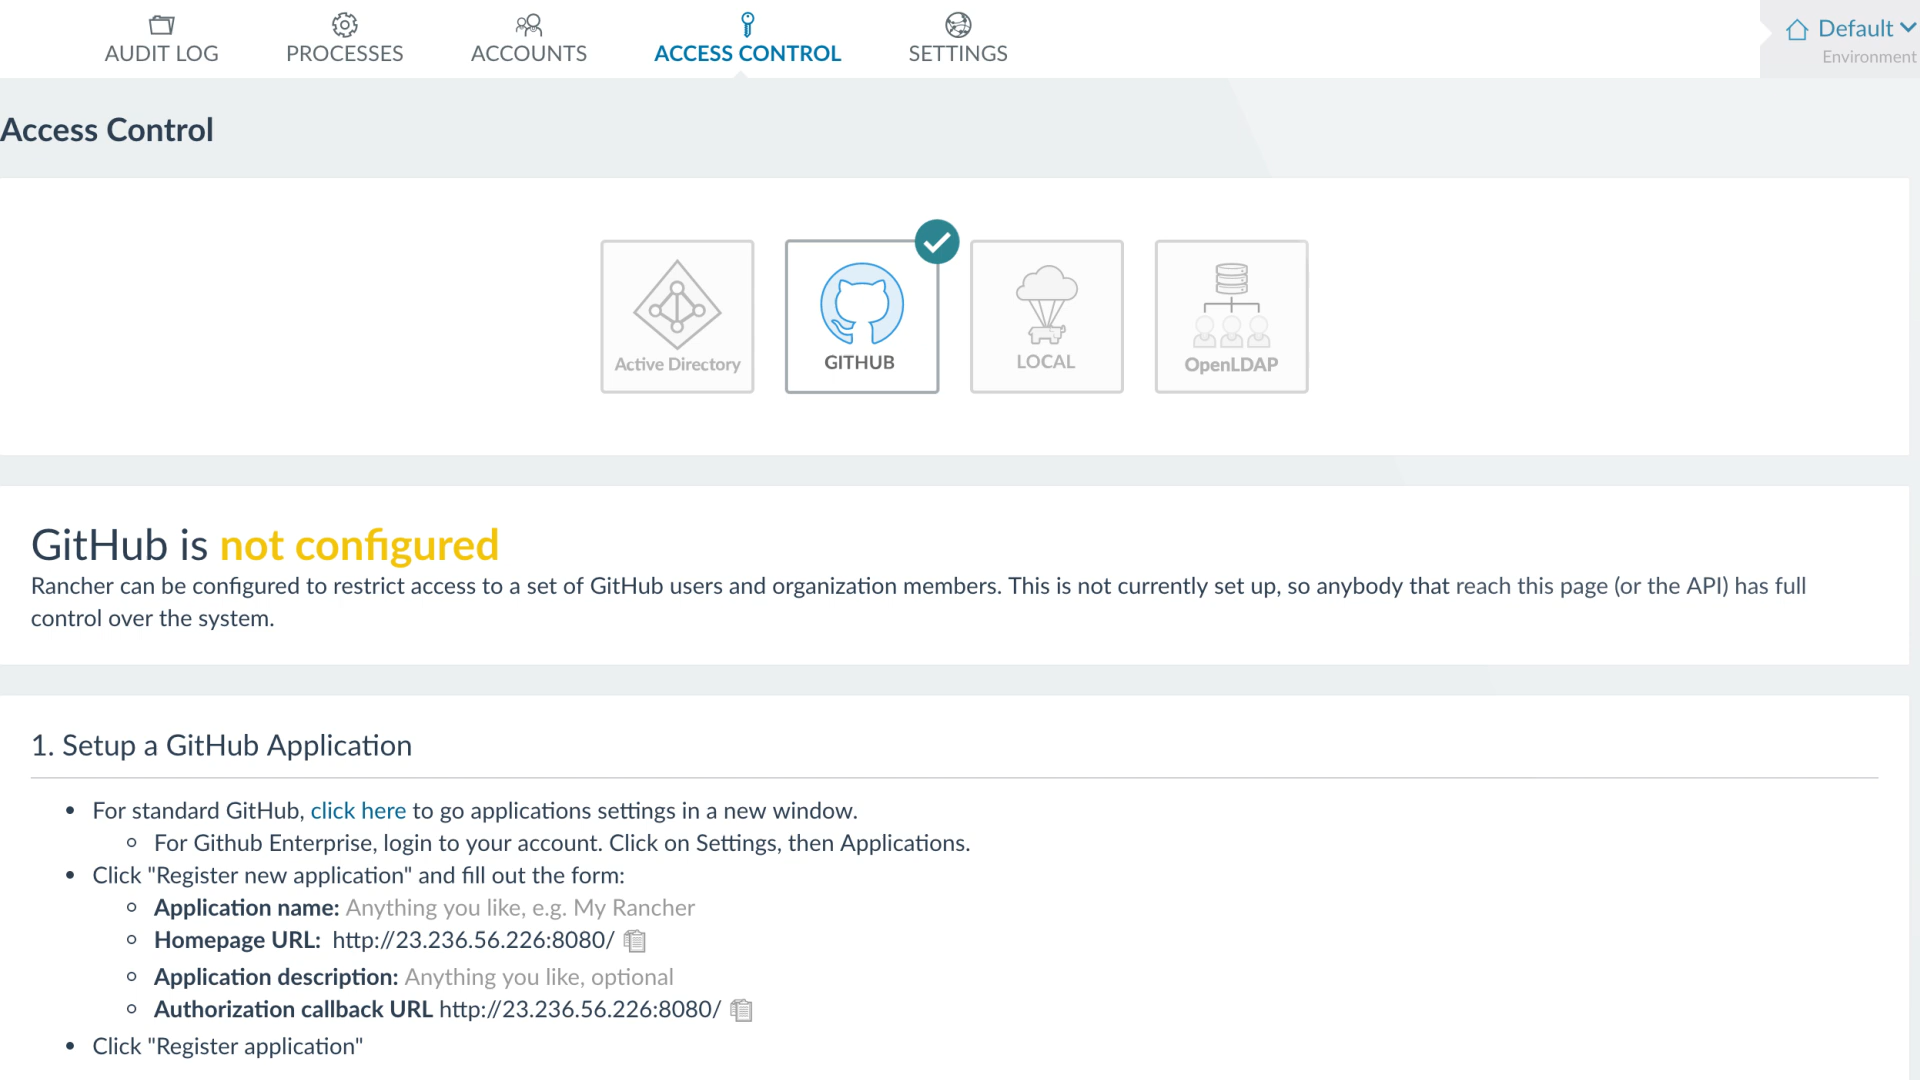 AUDIT LOG
PROCESSES
ACCOUNTS
ACCESS CONTROL
SETTINGS
Default
Environment
Access Control
Active Directory
GITHUB
LOCAL
OpenLDAP
GitHub is not configured
Rancher can be configured to restrict access to a set of GitHub users and organization members. This is not currently set up, so anybody that reach this page (or the API) has full
control over the system.
1. Setup a GitHub Application
For standard GitHub, click here to go applications settings in a new window.
For Github Enterprise, login to your account. Click on Settings, then Applications.
Click "Register new application" and fill out the form:
Application name: Anything you like, e.g. My Rancher
Homepage URL: http://23.236.56.226:8080/
Application description: Anything you like, optional
Authorization callback URL http://23.236.56.226:8080/
Click "Register application"